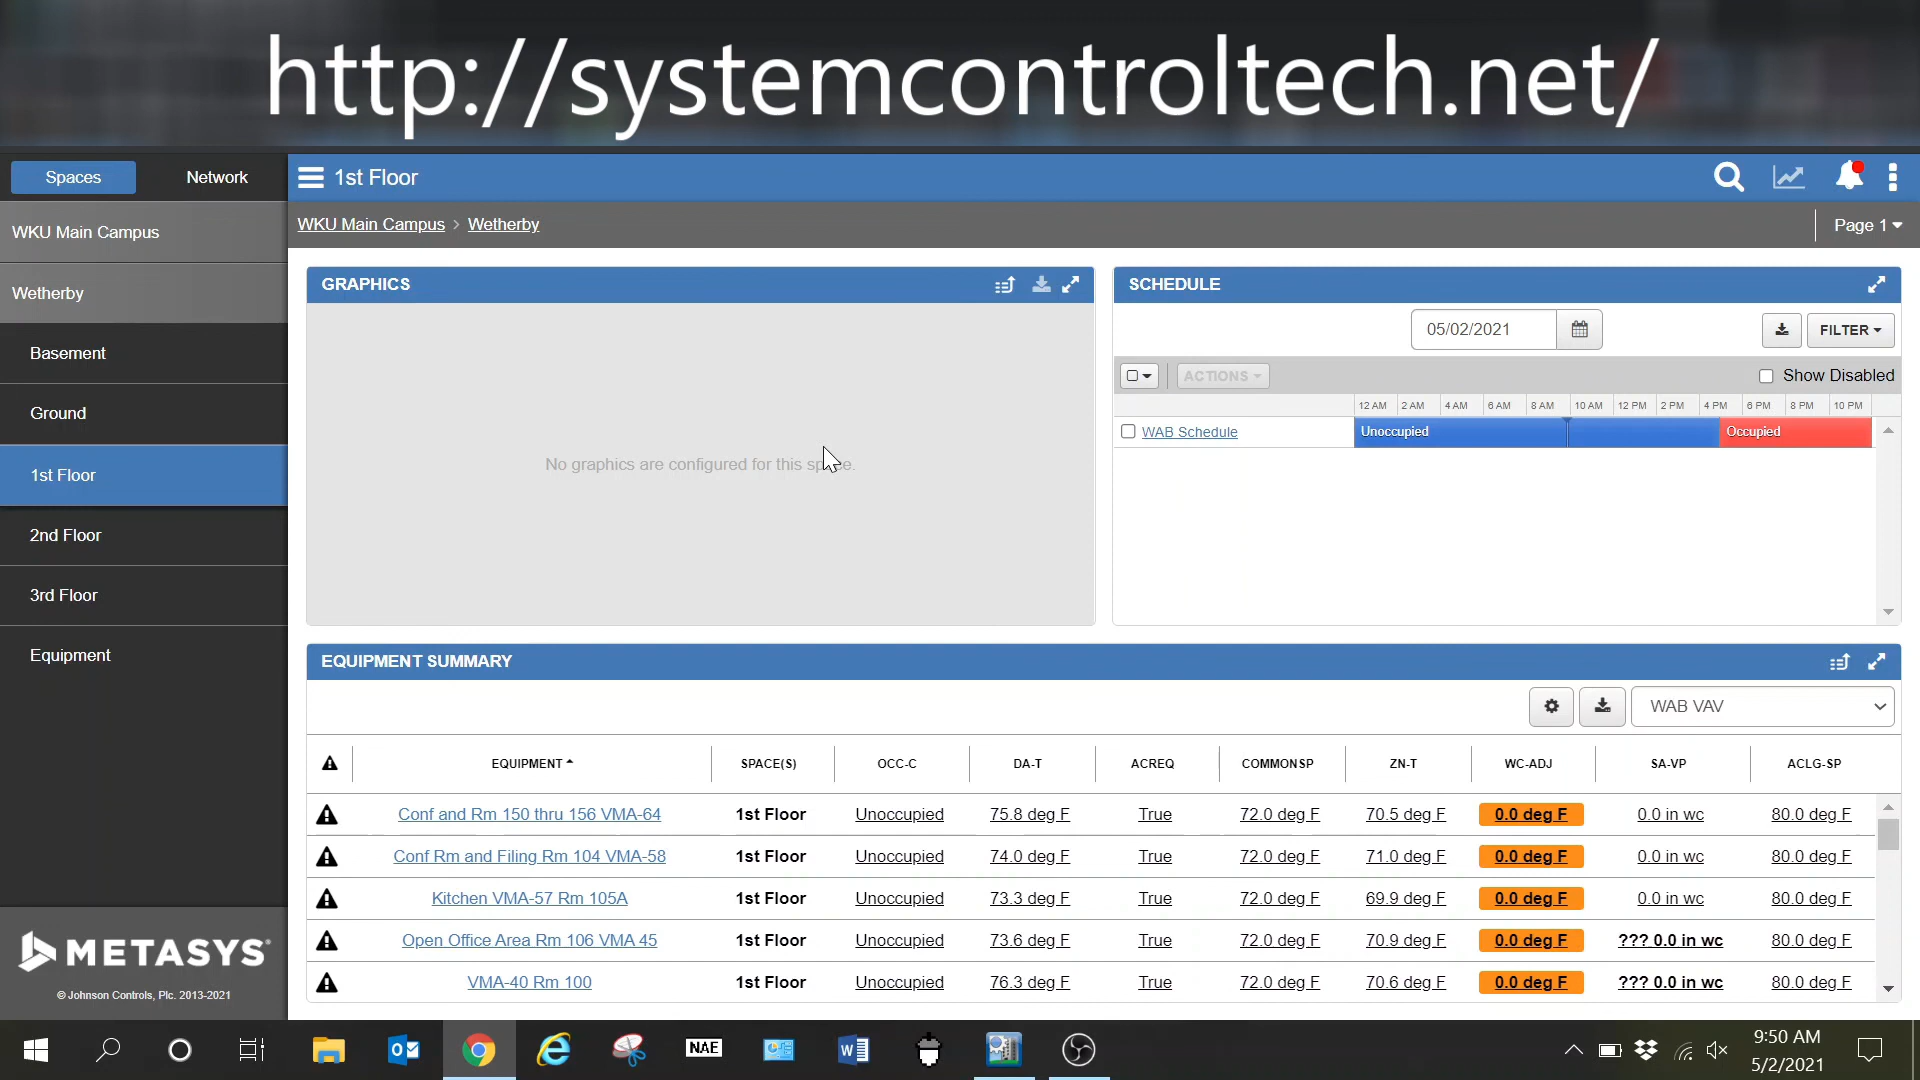 http://systemcontroltech.net/
Spaces Network 1st Floor
WKU Main Campus
WKU Main Campus > Wetherby Page 1
Wetherby
Basement
Ground
1st Floor
2nd Floor
3rd Floor
Equipment
METASYS®
© Johnson Controls, Plc. 2013-2021
GRAPHICS
No graphics are configured for this space.
SCHEDULE
05/02/2021 FILTER
ACTIONS Show Disabled
12 AM 2 AM 4 AM 6 AM 8 AM 10 AM 12 PM 2 PM 4 PM 6 PM 8 PM 10 PM
WAB Schedule Unoccupied Occupied
EQUIPMENT SUMMARY
WAB VAV
EQUIPMENT SPACE(S) OCC-C DA-T ACREQ COMMONSP ZN-T WC-ADJ SA-VP ACLG-SP
Conf and Rm 150 thru 156 VMA-64 1st Floor Unoccupied 75.8 deg F True 72.0 deg F 70.5 deg F 0.0 deg F 0.0 in wc 80.0 deg F
Conf Rm and Filing Rm 104 VMA-58 1st Floor Unoccupied 74.0 deg F True 72.0 deg F 71.0 deg F 0.0 deg F 0.0 in wc 80.0 deg F
Kitchen VMA-57 Rm 105A 1st Floor Unoccupied 73.3 deg F True 72.0 deg F 69.9 deg F 0.0 deg F 0.0 in wc 80.0 deg F
Open Office Area Rm 106 VMA 45 1st Floor Unoccupied 73.6 deg F True 72.0 deg F 70.9 deg F 0.0 deg F ??? 0.0 in wc 80.0 deg F
VMA-40 Rm 100 1st Floor Unoccupied 76.3 deg F True 72.0 deg F 70.6 deg F 0.0 deg F ??? 0.0 in wc 80.0 deg F
NAE
9:50 AM
5/2/2021